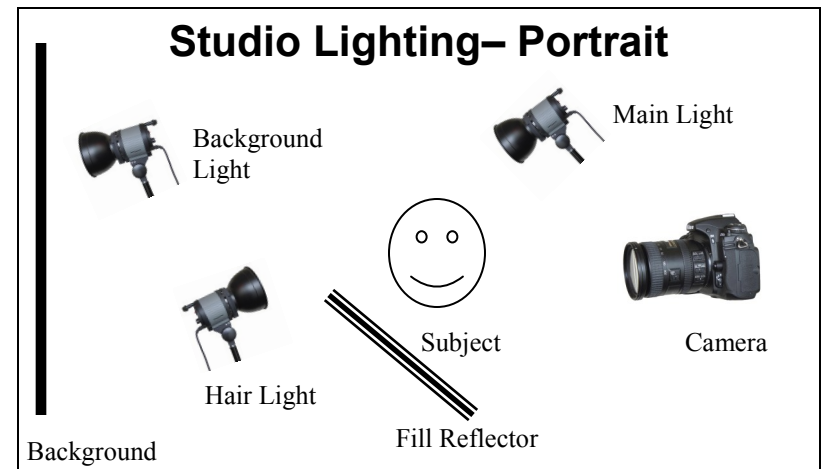 Studio Lighting– Portrait
Main Light
Background
Light
Subject
Camera
Hair Light
Fill Reflector
Background